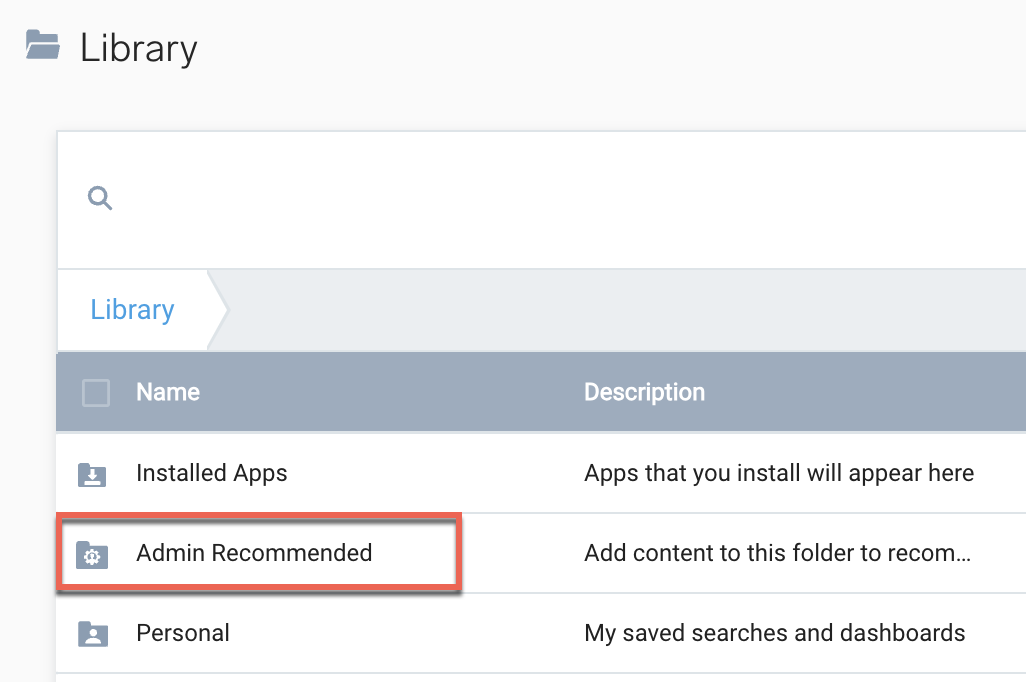 Library
Library
Name Description
Installed Apps Apps that you install will appear here
Admin Recommended Add content to this folder to recom...
Personal My saved searches and dashboards